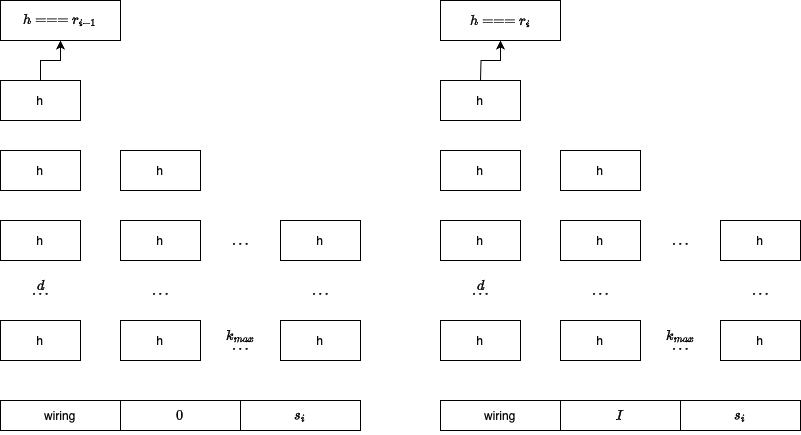 h === r_{i-1} h === r_i
h h
h h h h
h h ... h h h ... h
d d
... ... ... ... ... ...
k_{max} k_{max}
h h ... h h h ... h
wiring 0 s_i wiring I s_i